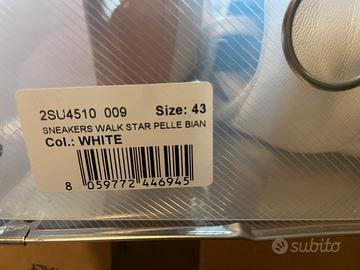 2SU4510 009 Size: 43
SNEAKERS WALK STAR PELLE BIAN
Col.: WHITE
8 059772 446945
subito